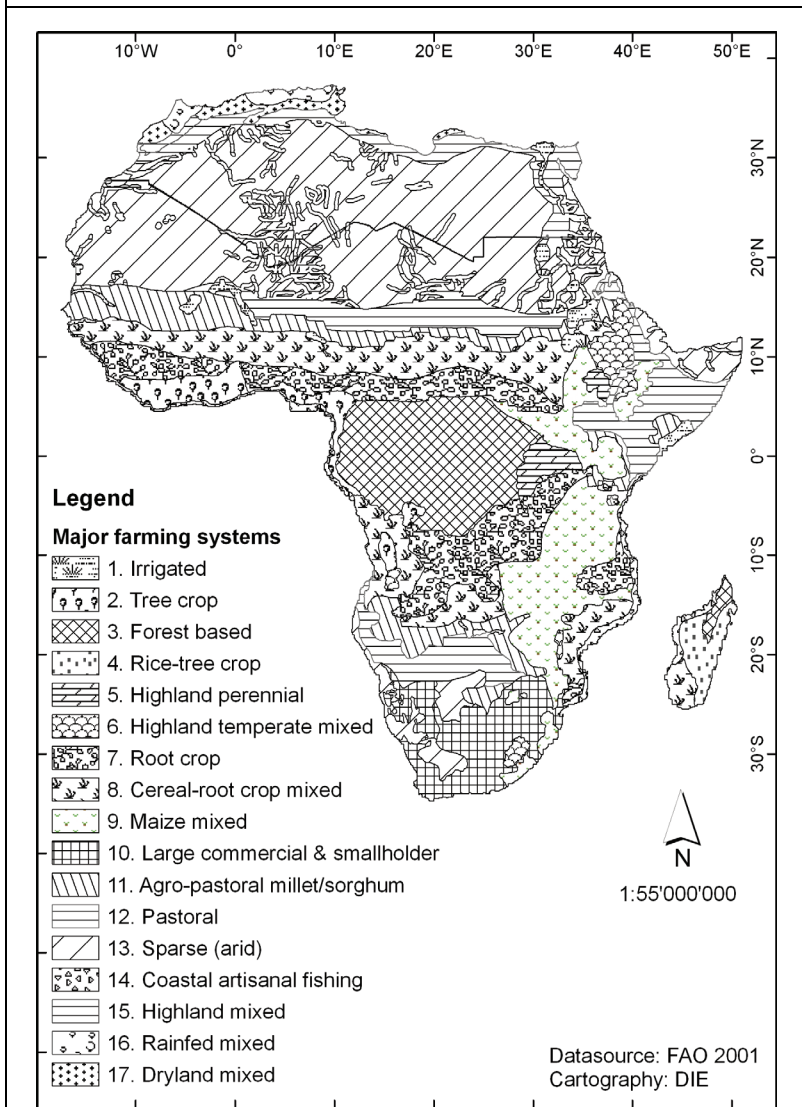 10°W 0° 10°E 20°E 30°E 40°E 50°E
30°N
20°N
10°N
0°
10°S
20°S
30°S
Legend
Major farming systems
1. Irrigated
2. Tree crop
3. Forest based
4. Rice-tree crop
5. Highland perennial
6. Highland temperate mixed
7. Root crop
8. Cereal-root crop mixed
9. Maize mixed
10. Large commercial & smallholder
11. Agro-pastoral millet/sorghum
12. Pastoral
13. Sparse (arid)
14. Coastal artisanal fishing
15. Highland mixed
16. Rainfed mixed
17. Dryland mixed
N
1:55'000'000
Datasource: FAO 2001
Cartography: DIE